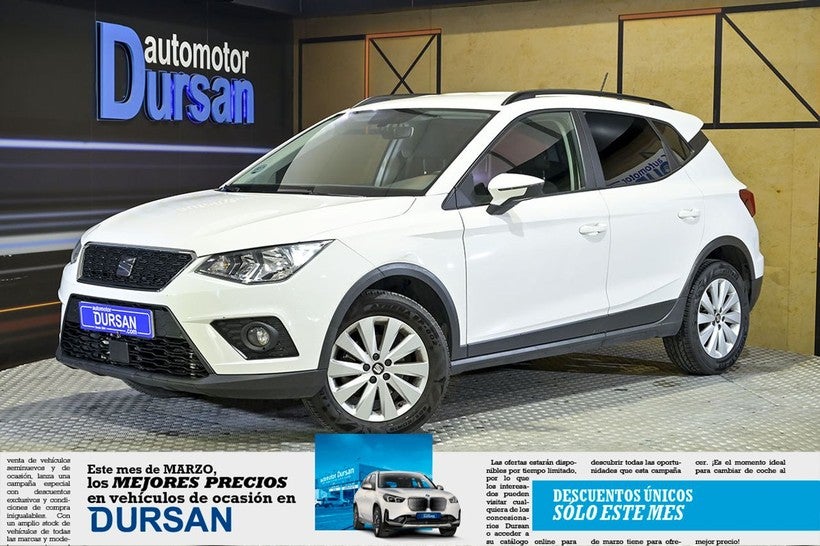 automotor
Dursan
automotor
DURSAN
.com
venta de vehículos
seminuevos y de
ocasión, lanza una
campaña especial
con descuentos
exclusivos y condi-
ciones de compra
inigualables. Con
un amplio stock de
vehículos de todas
las marcas y mode-
Este mes de MARZO,
los MEJORES PRECIOS
en vehículos de ocasión en
DURSAN
Las ofertas estarán dispo-
nibles por tiempo limitado,
por lo que
los interesa-
dos pueden
visitar cual-
quiera de los
concesiona-
rios Dursan
o acceder a
su catálogo online para
descubrir todas las oportu-
nidades que esta campaña
de marzo tiene para ofre-
cer. ¡Es el momento ideal
para cambiar de coche al
mejor precio!
DESCUENTOS ÚNICOS
SÓLO ESTE MES